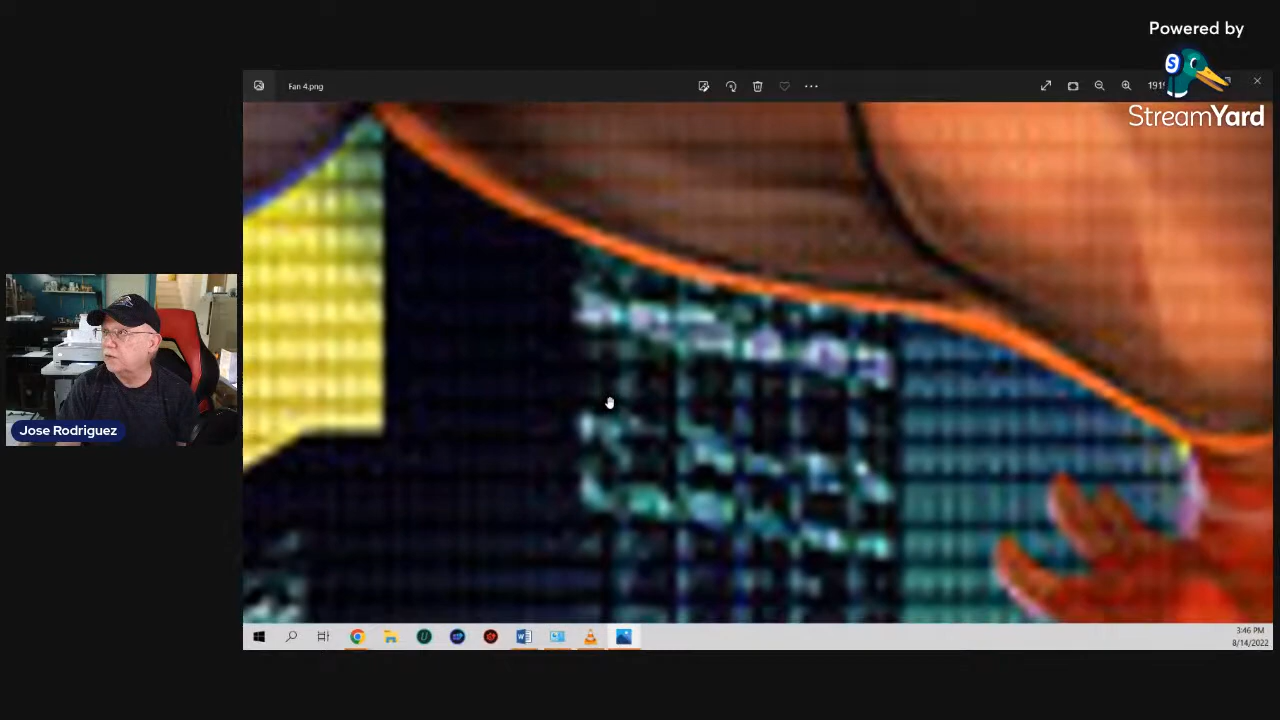 Powered by
StreamYard
Fan 4.png
Jose Rodriguez
3:46 PM
8/14/2022